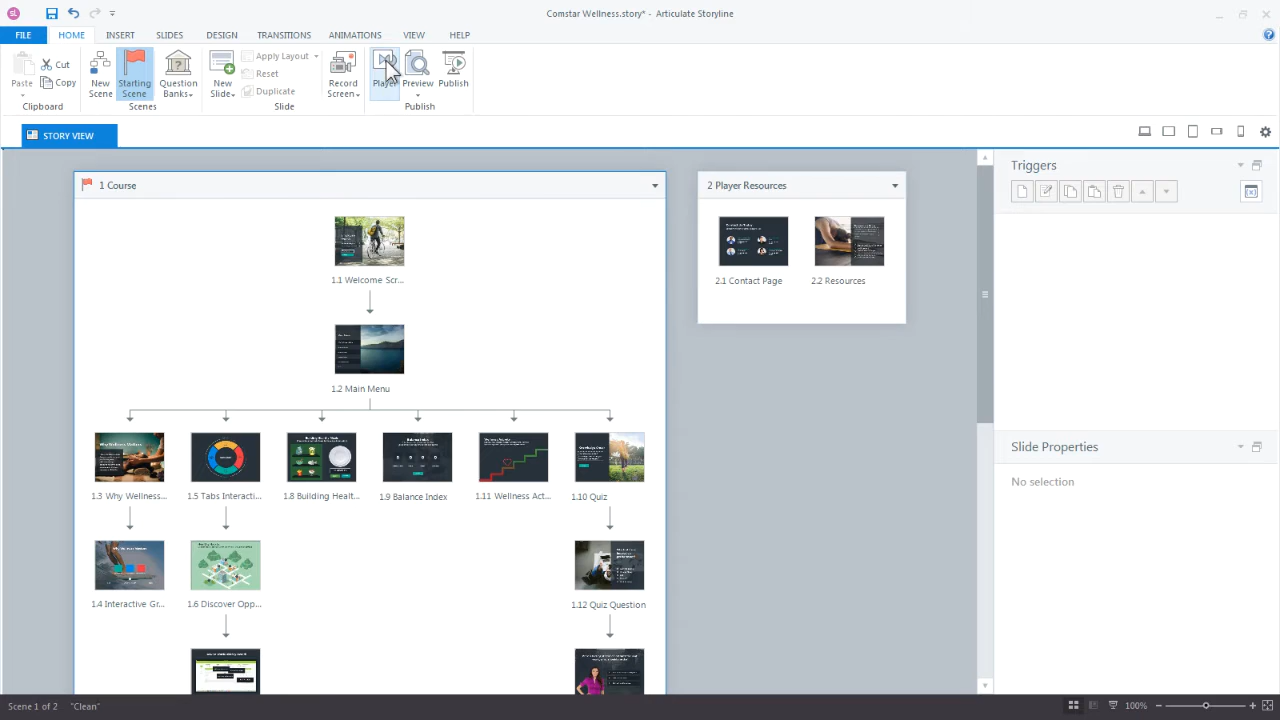 SL
Comstar Wellness.story* - Articulate Storyline
FILE
HOME
INSERT
SLIDES
DESIGN
TRANSITIONS
ANIMATIONS
VIEW
HELP
Paste
Cut
Copy
Clipboard
New Scene
Starting Scene
Question Banks
Scenes
New Slide
Apply Layout
Reset
Duplicate
Slide
Record Screen
Player
Preview
Publish
Publish
STORY VIEW
1 Course
2 Player Resources
1.1 Welcome Scr...
2.1 Contact Page
2.2 Resources
1.2 Main Menu
1.3 Why Wellness...
1.5 Tabs Interacti...
1.8 Building Healt...
1.9 Balance Index
1.11 Wellness Act...
1.10 Quiz
1.4 Interactive Gr...
1.6 Discover Opp...
1.12 Quiz Question
Triggers
Slide Properties
No selection
Scene 1 of 2
"Clean"
100%